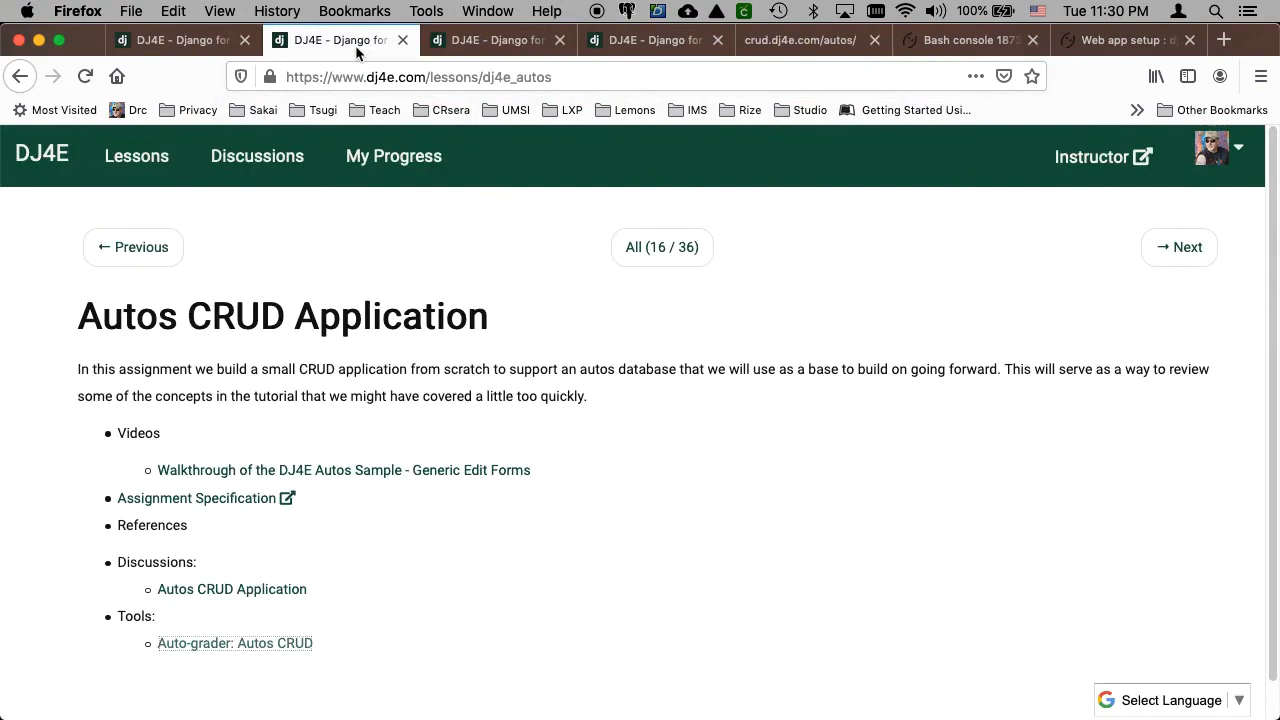 Firefox File Edit View History Bookmarks Tools Window Help 100% Tue 11:30 PM
DJ4E - Django for DJ4E - Django for DJ4E - Django for DJ4E - Django for crud.dj4e.com/autos/ Bash console 1873 Web app setup : d
https://www.dj4e.com/lessons/dj4e_autos
Most Visited Drc Privacy Sakai Tsugi Teach CRsera UMSI LXP Lemons IMS Rize Studio Getting Started Usi... Other Bookmarks
DJ4E Lessons Discussions My Progress Instructor
← Previous All (16 / 36) → Next
Autos CRUD Application
In this assignment we build a small CRUD application from scratch to support an autos database that we will use as a base to build on going forward. This will serve as a way to review
some of the concepts in the tutorial that we might have covered a little too quickly.
Videos
Walkthrough of the DJ4E Autos Sample - Generic Edit Forms
Assignment Specification
References
Discussions:
Autos CRUD Application
Tools:
Auto-grader: Autos CRUD
Select Language ▼